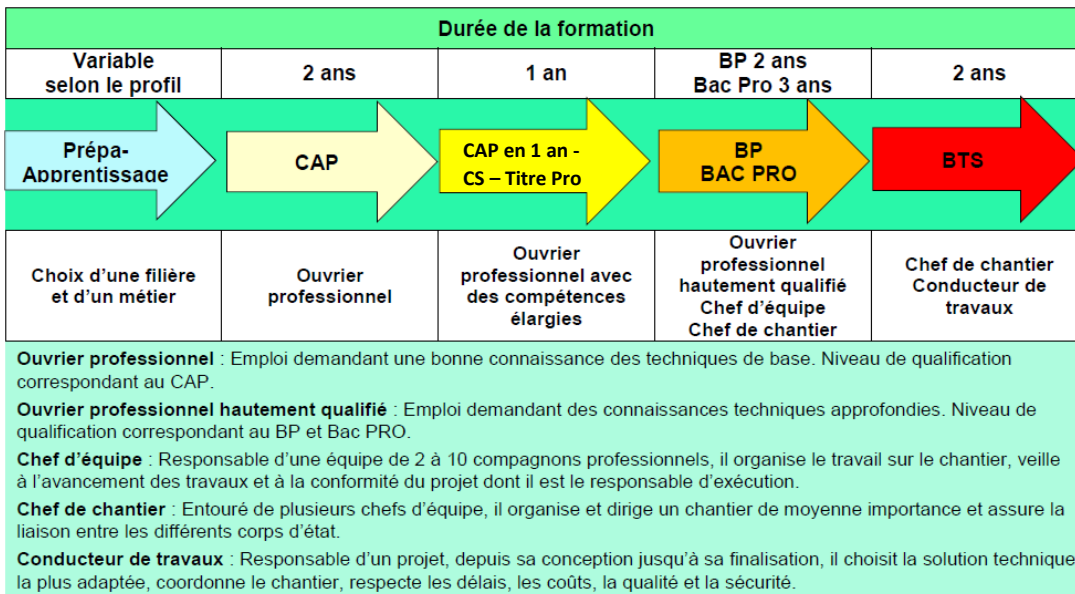 Durée de la formation
Variable
selon le profil
2 ans
1 an
BP 2 ans
Bac Pro 3 ans
2 ans
Prépa-
Apprentissage
CAP
CAP en 1 an -
CS – Titre Pro
BP
BAC PRO
BTS
Choix d'une filière
et d'un métier
Ouvrier
professionnel
Ouvrier
professionnel avec
des compétences
élargies
Ouvrier
professionnel
hautement qualifié
Chef d'équipe
Chef de chantier
Chef de chantier
Conducteur de
travaux
Ouvrier professionnel : Emploi demandant une bonne connaissance des techniques de base. Niveau de qualification
correspondant au CAP.
Ouvrier professionnel hautement qualifié : Emploi demandant des connaissances techniques approfondies. Niveau de
qualification correspondant au BP et Bac PRO.
Chef d'équipe : Responsable d'une équipe de 2 à 10 compagnons professionnels, il organise le travail sur le chantier, veille
à l'avancement des travaux et à la conformité du projet dont il est le responsable d'exécution.
Chef de chantier : Entouré de plusieurs chefs d'équipe, il organise et dirige un chantier de moyenne importance et assure la
liaison entre les différents corps d'état.
Conducteur de travaux : Responsable d'un projet, depuis sa conception jusqu'à sa finalisation, il choisit la solution technique
la plus adaptée, coordonne le chantier, respecte les délais, les coûts, la qualité et la sécurité.